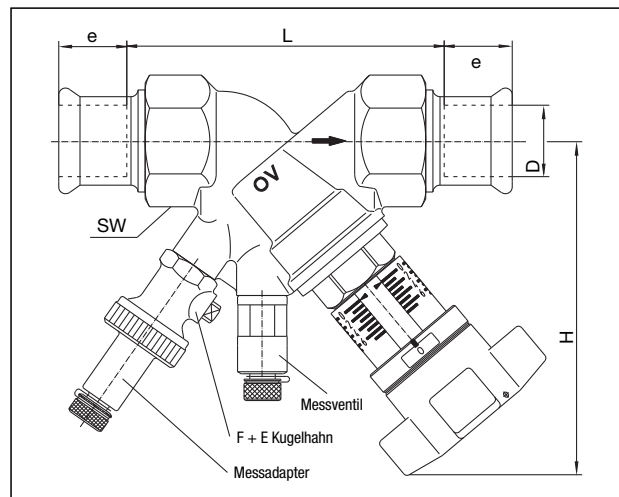 e
L
e
D
OV
SW
H
Messventil
F + E Kugelhahn
Messadapter